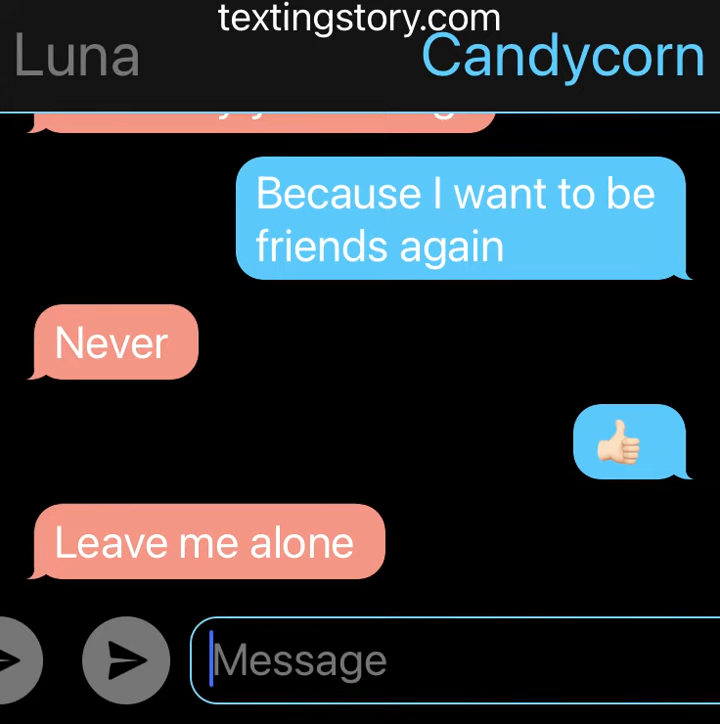 textingstory.com
Luna
Candycorn
Because I want to be
friends again
Never
👍🏻
Leave me alone
Message